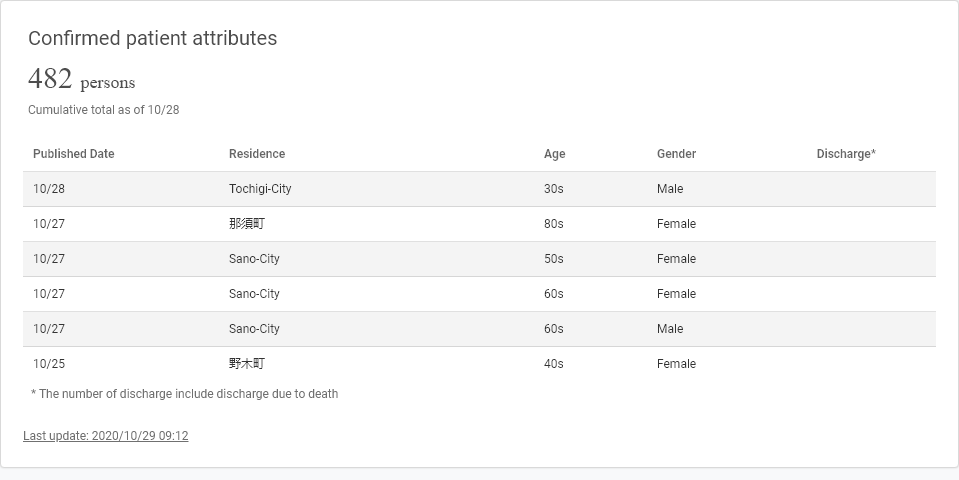 Confirmed patient attributes
482 persons
Cumulative total as of 10/28
Published Date Residence Age Gender Discharge*
10/28 Tochigi-City 30s Male
10/27 那須町 80s Female
10/27 Sano-City 50s Female
10/27 Sano-City 60s Female
10/27 Sano-City 60s Male
10/25 野木町 40s Female
* The number of discharge include discharge due to death
Last update: 2020/10/29 09:12